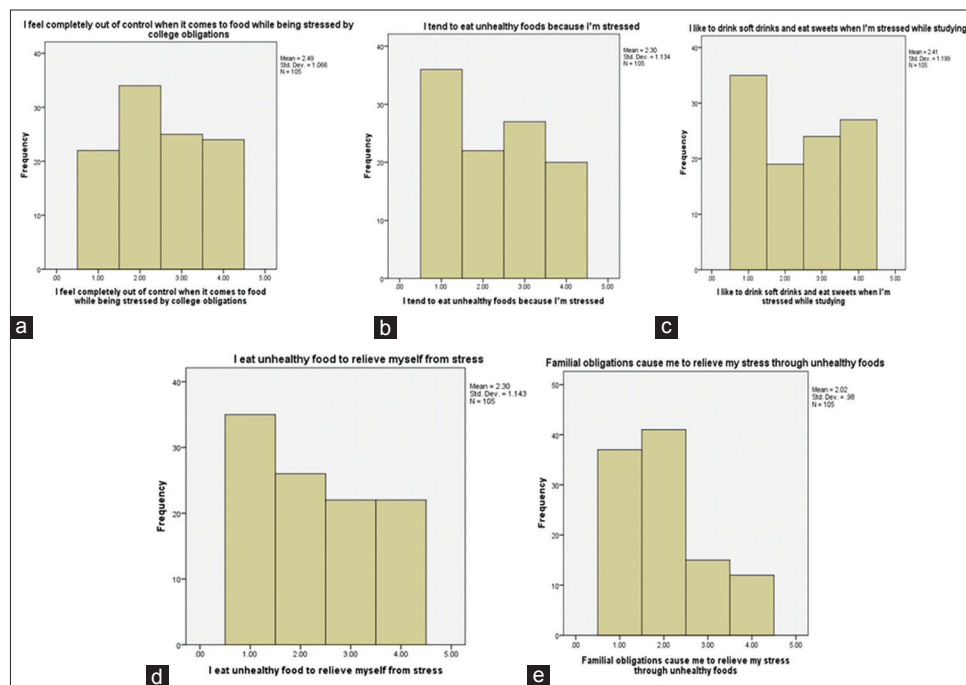 I feel completely out of control when it comes to food while being stressed by
college obligations
Mean = 2.49
Std. Dev. = 1.066
N = 105
Frequency
40
30
20
10
0
.00 1.00 2.00 3.00 4.00 5.00
I feel completely out of control when it comes to food
while being stressed by college obligations
a
I tend to eat unhealthy foods because I'm stressed
Mean = 2.30
Std. Dev. = 1.134
N = 105
Frequency
40
30
20
10
0
.00 1.00 2.00 3.00 4.00 5.00
I tend to eat unhealthy foods because I'm stressed
b
I like to drink soft drinks and eat sweets when I'm stressed while studying
Mean = 2.41
Std. Dev. = 1.199
N = 105
Frequency
40
30
20
10
0
.00 1.00 2.00 3.00 4.00 5.00
I like to drink soft drinks and eat sweets when I'm
stressed while studying
c
I eat unhealthy food to relieve myself from stress
Mean = 2.30
Std. Dev. = 1.143
N = 105
Frequency
40
30
20
10
0
.00 1.00 2.00 3.00 4.00 5.00
I eat unhealthy food to relieve myself from stress
d
Familial obligations cause me to relieve my stress through unhealthy foods
Mean = 2.02
Std. Dev. = .98
N = 105
Frequency
50
40
30
20
10
0
.00 1.00 2.00 3.00 4.00 5.00
Familial obligations cause me to relieve my stress
through unhealthy foods
e